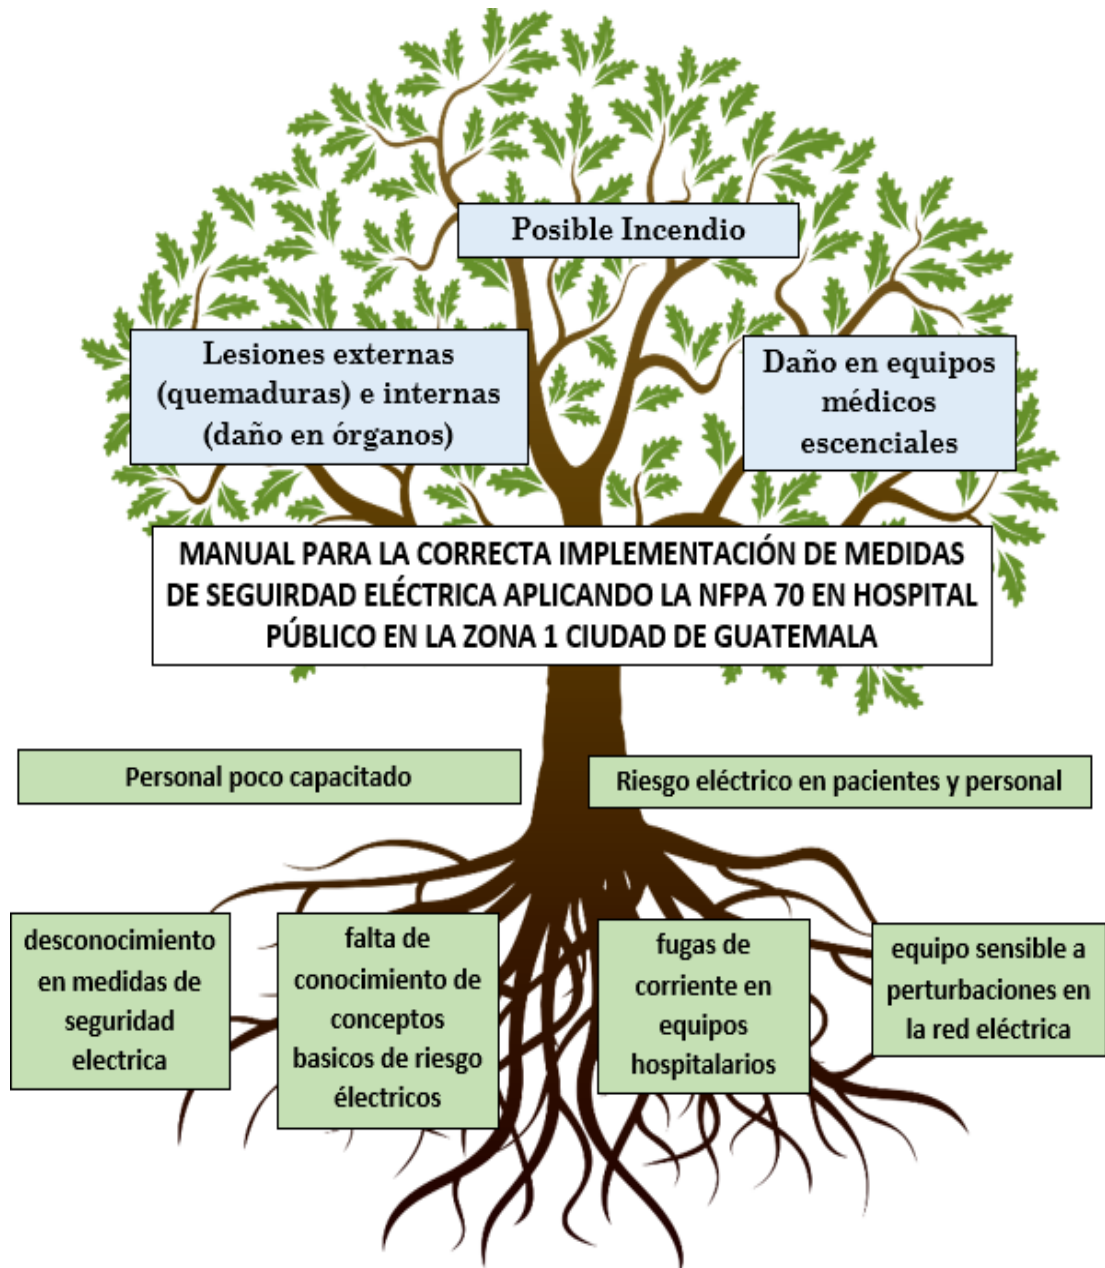 Posible Incendio
Lesiones externas
(quemaduras) e internas
(daño en órganos)
Daño en equipos
médicos
escenciales
MANUAL PARA LA CORRECTA IMPLEMENTACIÓN DE MEDIDAS
DE SEGUIRDAD ELÉCTRICA APLICANDO LA NFPA 70 EN HOSPITAL
PÚBLICO EN LA ZONA 1 CIUDAD DE GUATEMALA
Personal poco capacitado
Riesgo eléctrico en pacientes y personal
desconocimiento
en medidas de
seguridad
electrica
falta de
conocimiento de
conceptos
basicos de riesgo
électricos
fugas de
corriente en
equipos
hospitalarios
equipo sensible a
perturbaciones en
la red eléctrica